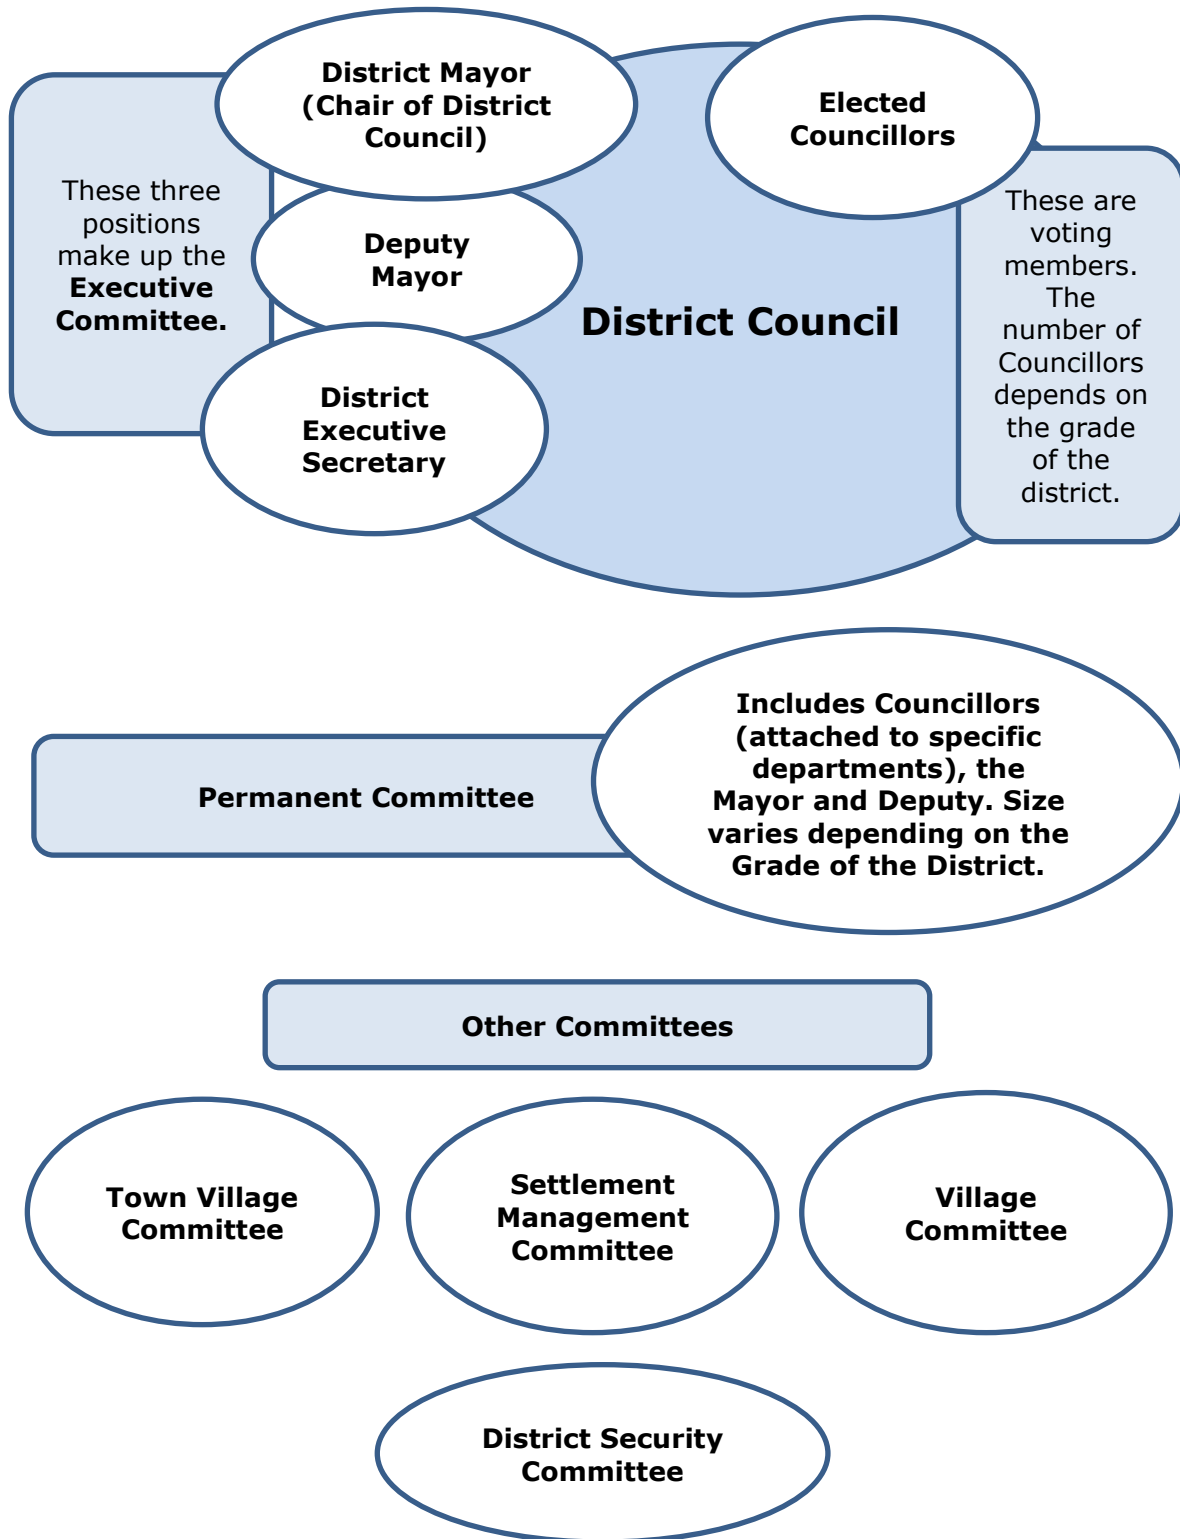 District Mayor
(Chair of District
Council)
Elected
Councillors
These three
positions
make up the
Executive
Committee.
Deputy
Mayor
These are
voting
members.
The
number of
Councillors
depends on
the grade
of the
district.
District Council
District
Executive
Secretary
Includes Councillors
(attached to specific
departments), the
Mayor and Deputy. Size
varies depending on the
Grade of the District.
Permanent Committee
Other Committees
Town Village
Committee
Settlement
Management
Committee
Village
Committee
District Security
Committee